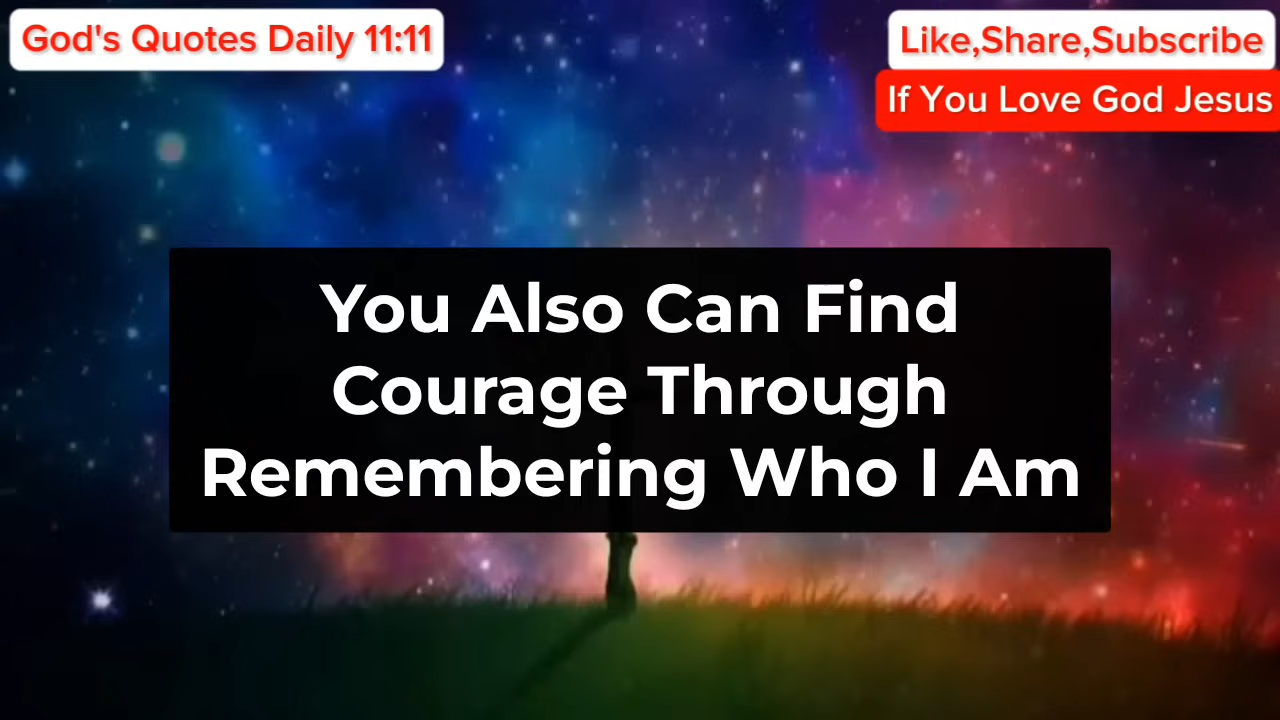 God's Quotes Daily 11:11
Like,Share,Subscribe
If You Love God Jesus
You Also Can Find
Courage Through
Remembering Who I Am